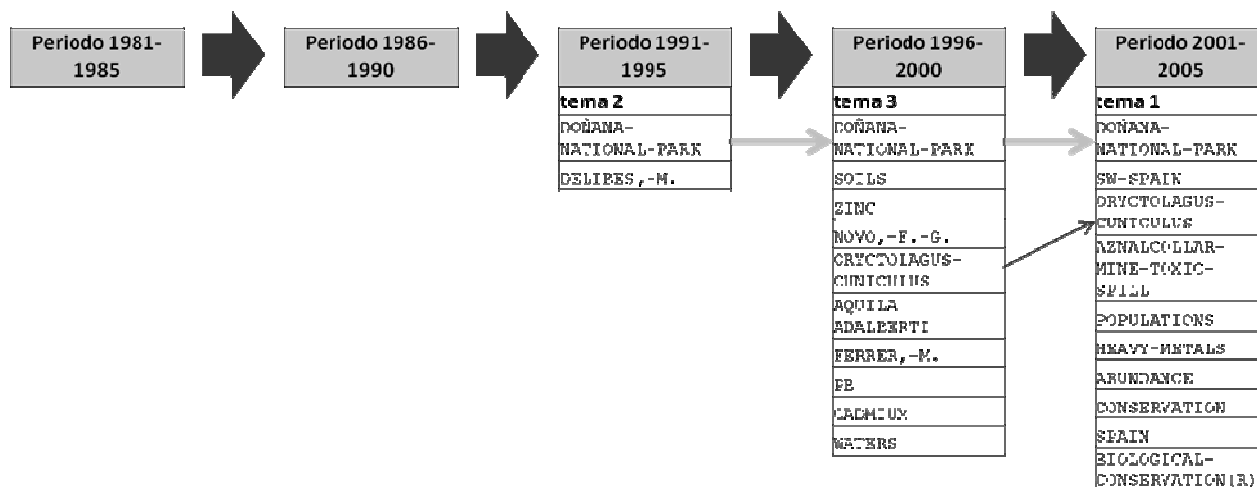 Periodo 1981-
1985
Periodo 1986-
1990
Periodo 1991-
1995
tema 2
DOÑANA-
NATIONAL-PARK
DELIBES,-M.
Periodo 1996-
2000
tema 3
DOÑANA-
NATIONAL-PARK
SOILS
ZINC
NOVO,-F.-G.
ORYCTOLAGUS-
CUNICULUS
AQUILA
ADALBERTI
FERRER,-M.
PB
CADMIUM
WATERS
Periodo 2001-
2005
tema 1
DOÑANA-
NATIONAL-PARK
SW-SPAIN
ORYCTOLAGUS-
CUNICULUS
AZNALCOLLAR-
MINE-TOXIC-
SPILL
POPULATIONS
HEAVY-METALS
ABUNDANCE
CONSERVATION
SPAIN
BIOLOGICAL-
CONSERVATION(R)